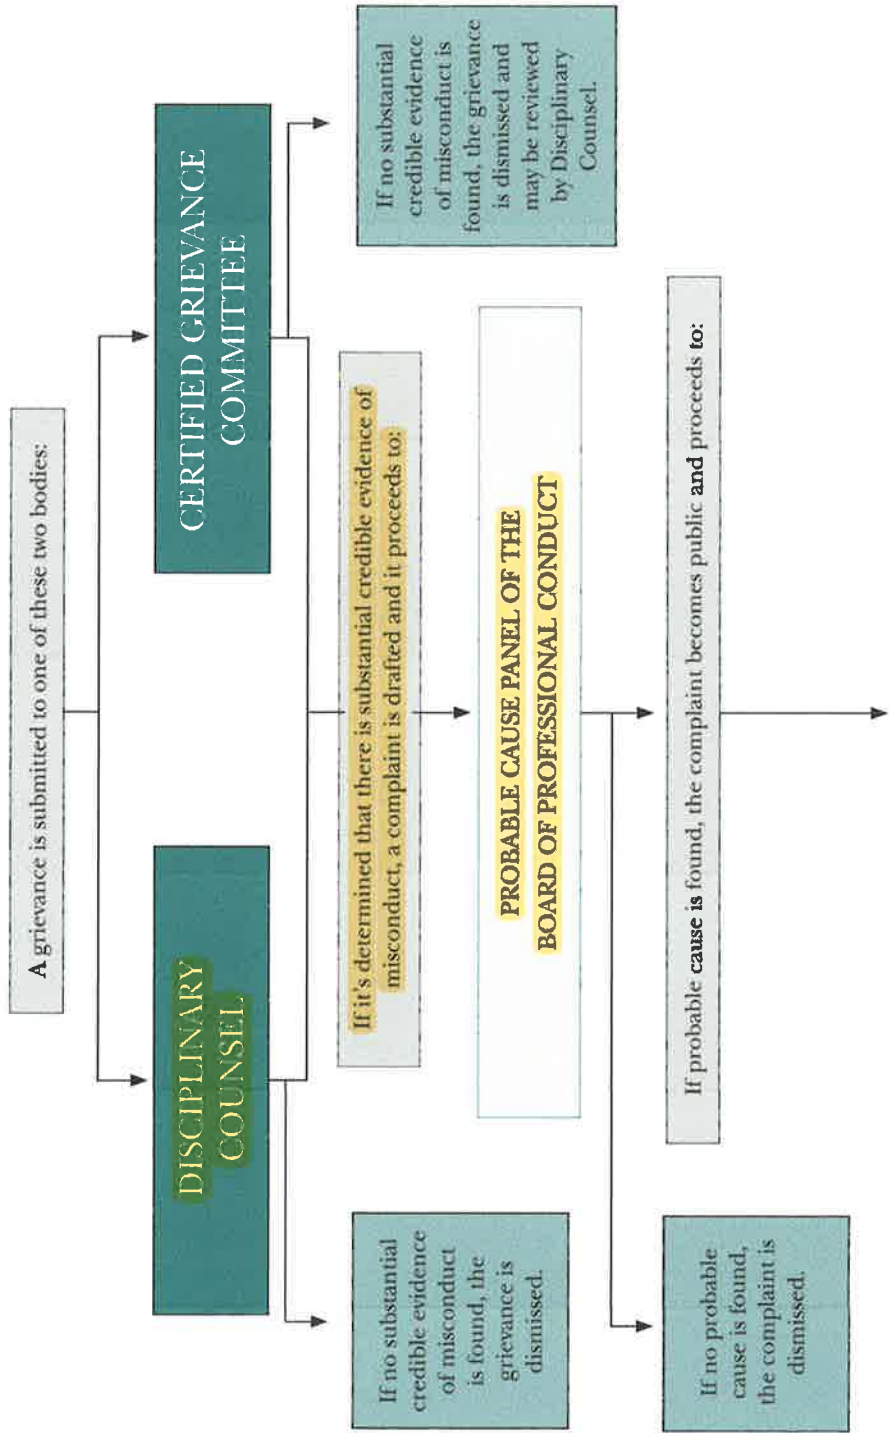 A grievance is submitted to one of these two bodies:
DISCIPLINARY
COUNSEL
CERTIFIED GRIEVANCE
COMMITTEE
If no substantial
credible evidence
of misconduct
is found, the
grievance is
dismissed.
If it's determined that there is substantial credible evidence of
misconduct, a complaint is drafted and it proceeds to:
If no substantial
credible evidence
of misconduct is
found, the grievance
is dismissed and
may be reviewed
by Disciplinary
Counsel.
PROBABLE CAUSE PANEL OF THE
BOARD OF PROFESSIONAL CONDUCT
If no probable
cause is found,
the complaint is
dismissed.
If probable cause is found, the complaint becomes public and proceeds to: